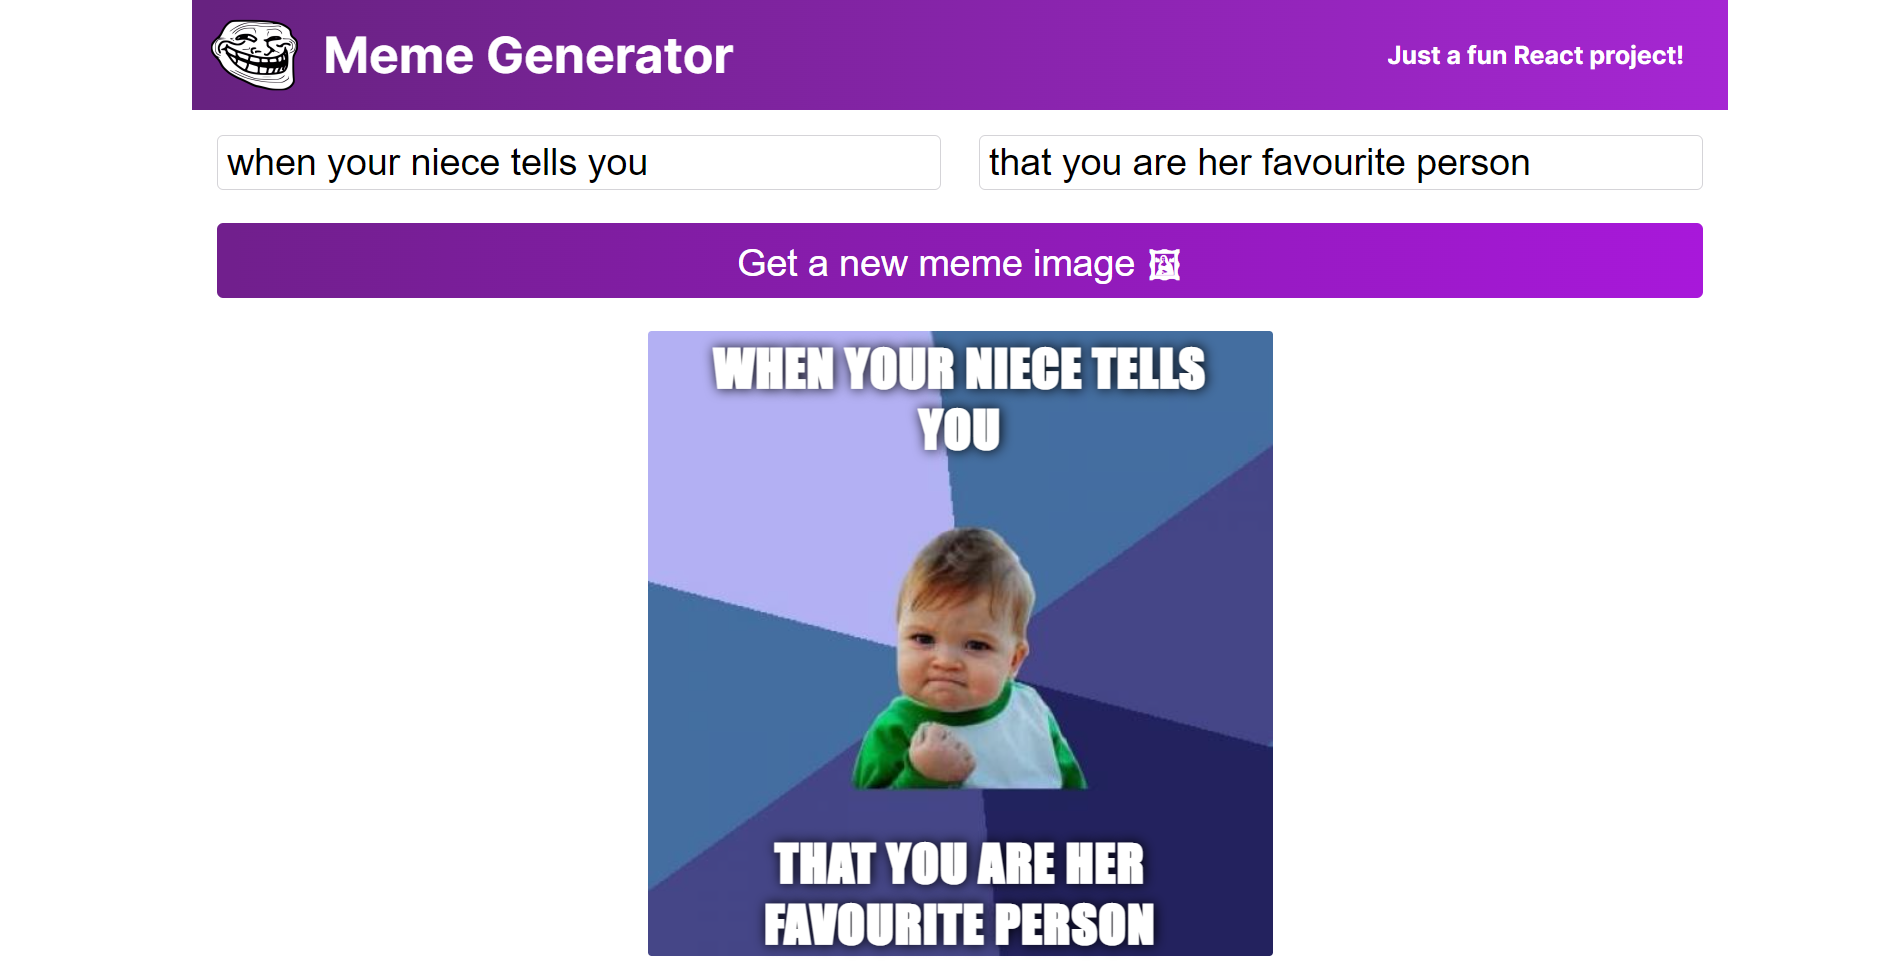 Meme Generator
Just a fun React project!
when your niece tells you
that you are her favourite person
Get a new meme image 🖼
WHEN YOUR NIECE TELLS
YOU
THAT YOU ARE HER
FAVOURITE PERSON